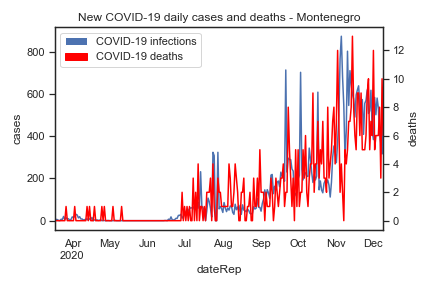 New COVID-19 daily cases and deaths - Montenegro
COVID-19 infections
COVID-19 deaths
800
600
400
200
0
cases
12
10
8
6
4
2
0
deaths
Apr May Jun Jul Aug Sep Oct Nov Dec
2020
dateRep